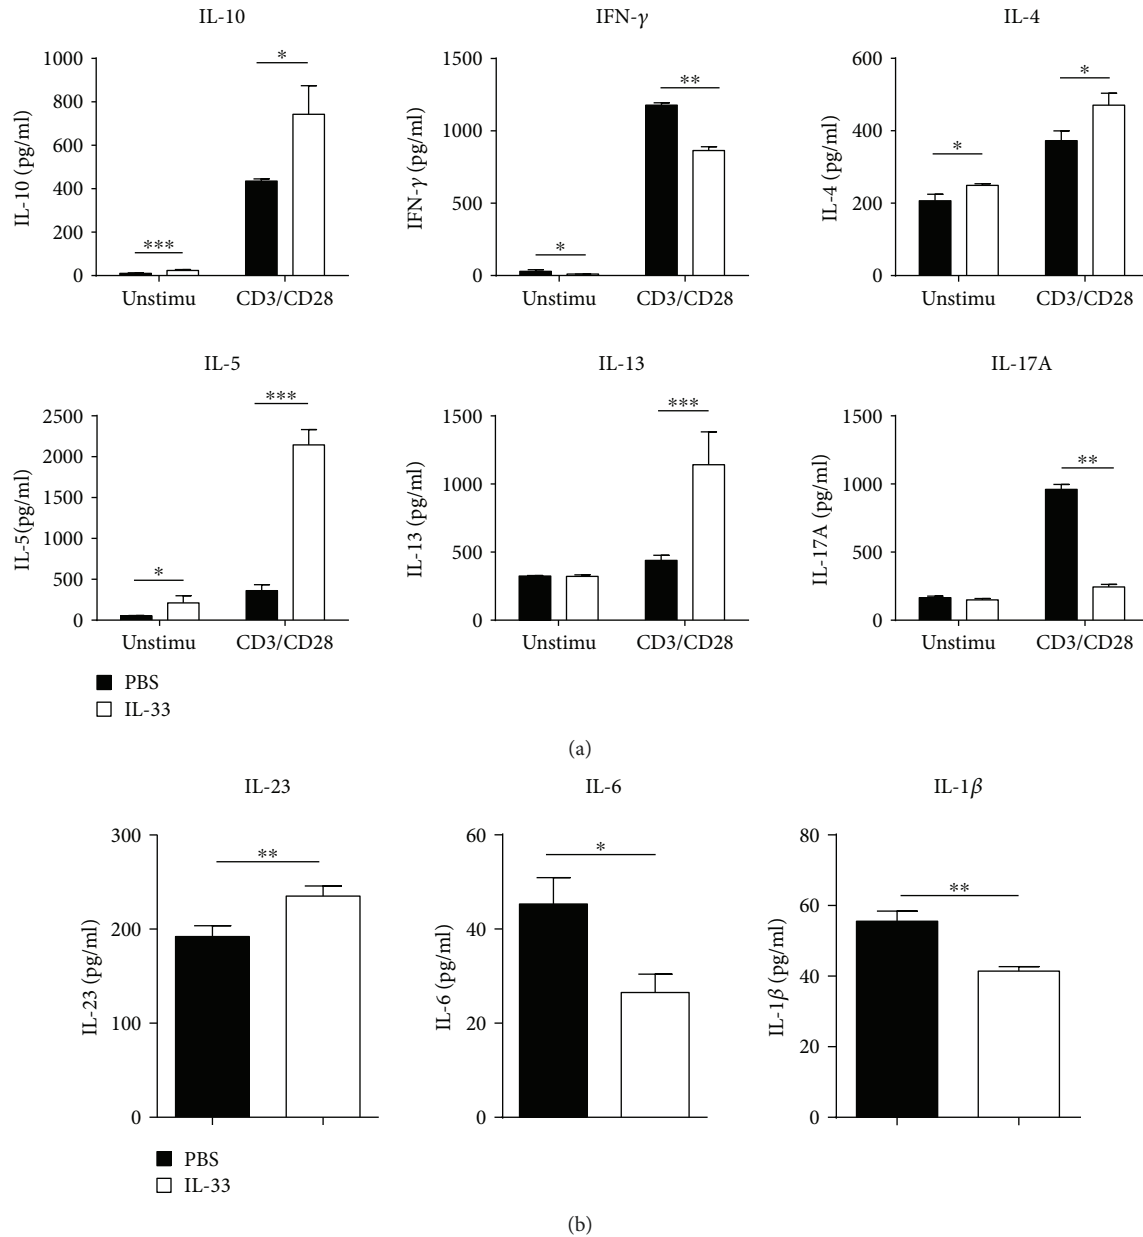 IL-10
IL-10 (pg/ml)
1000
800
600
400
200
0
***
*
Unstimu
CD3/CD28
IFN-γ
IFN-γ (pg/ml)
1500
1000
500
0
*
**
Unstimu
CD3/CD28
IL-4
IL-4 (pg/ml)
600
400
200
0
*
*
Unstimu
CD3/CD28
IL-5
IL-5(pg/ml)
2500
2000
1500
1000
500
0
*
***
Unstimu
CD3/CD28
IL-13
IL-13 (pg/ml)
1500
1000
500
0
***
Unstimu
CD3/CD28
IL-17A
IL-17A (pg/ml)
1500
1000
500
0
**
Unstimu
CD3/CD28
PBS
IL-33
(a)
IL-23
IL-23 (pg/ml)
300
200
100
0
**
IL-6
IL-6 (pg/ml)
60
40
20
0
*
IL-1β
IL-1β (pg/ml)
80
60
40
20
0
**
PBS
IL-33
(b)